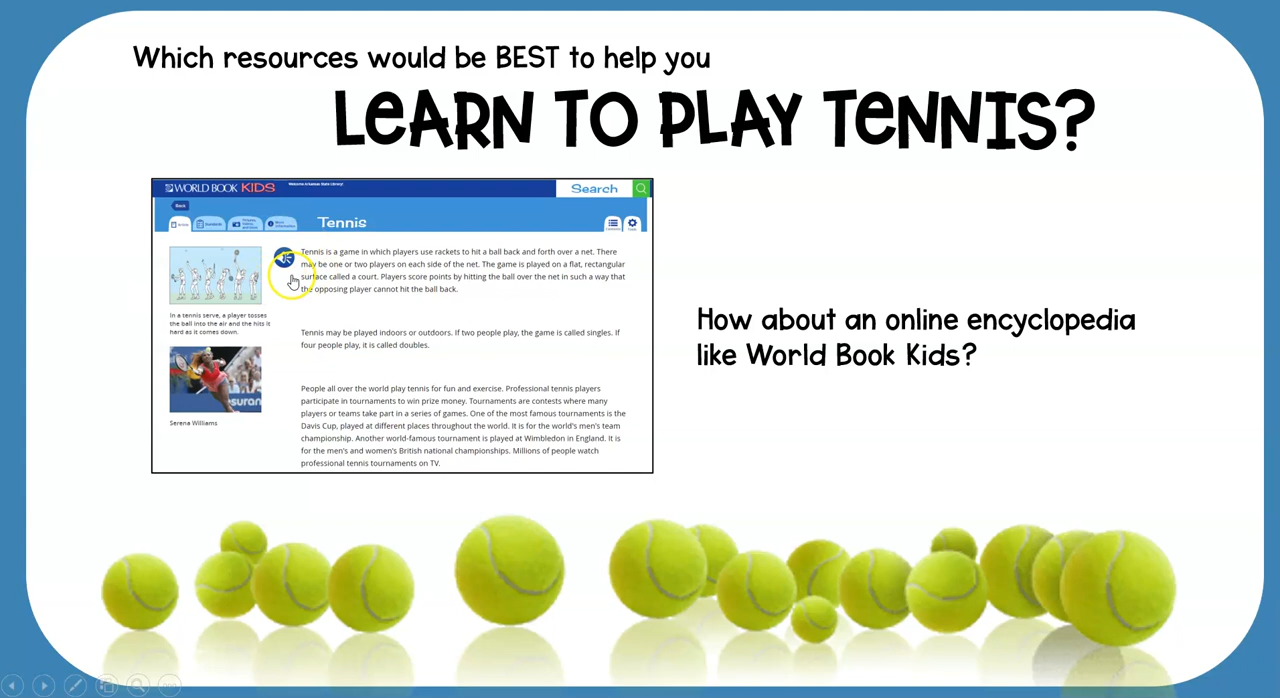 Which resources would be BEST to help you
LeARN TO PLAY TeNNIS?
WORLD BOOK KIDS
Welcome Arkansas State Library!
Search
Back
Article
Standards
Tennis
Tennis is a game in which players use rackets to hit a ball back and forth over a net. There
may be one or two players on each side of the net. The game is played on a flat, rectangular
surface called a court. Players score points by hitting the ball over the net in such a way that
the opposing player cannot hit the ball back.
In a tennis serve, a player tosses
the ball into the air and the hits it
hard as it comes down.
Tennis may be played indoors or outdoors. If two people play, the game is called singles. If
four people play, it is called doubles.
Serena Williams
People all over the world play tennis for fun and exercise. Professional tennis players
participate in tournaments to win prize money. Tournaments are contests where many
players or teams take part in a series of games. One of the most famous tournaments is the
Davis Cup, played at different places throughout the world. It is for the world's men's team
championship. Another world-famous tournament is played at Wimbledon in England. It is
for the men's and women's British national championships. Millions of people watch
professional tennis tournaments on TV.
How about an online encyclopedia
like World Book Kids?